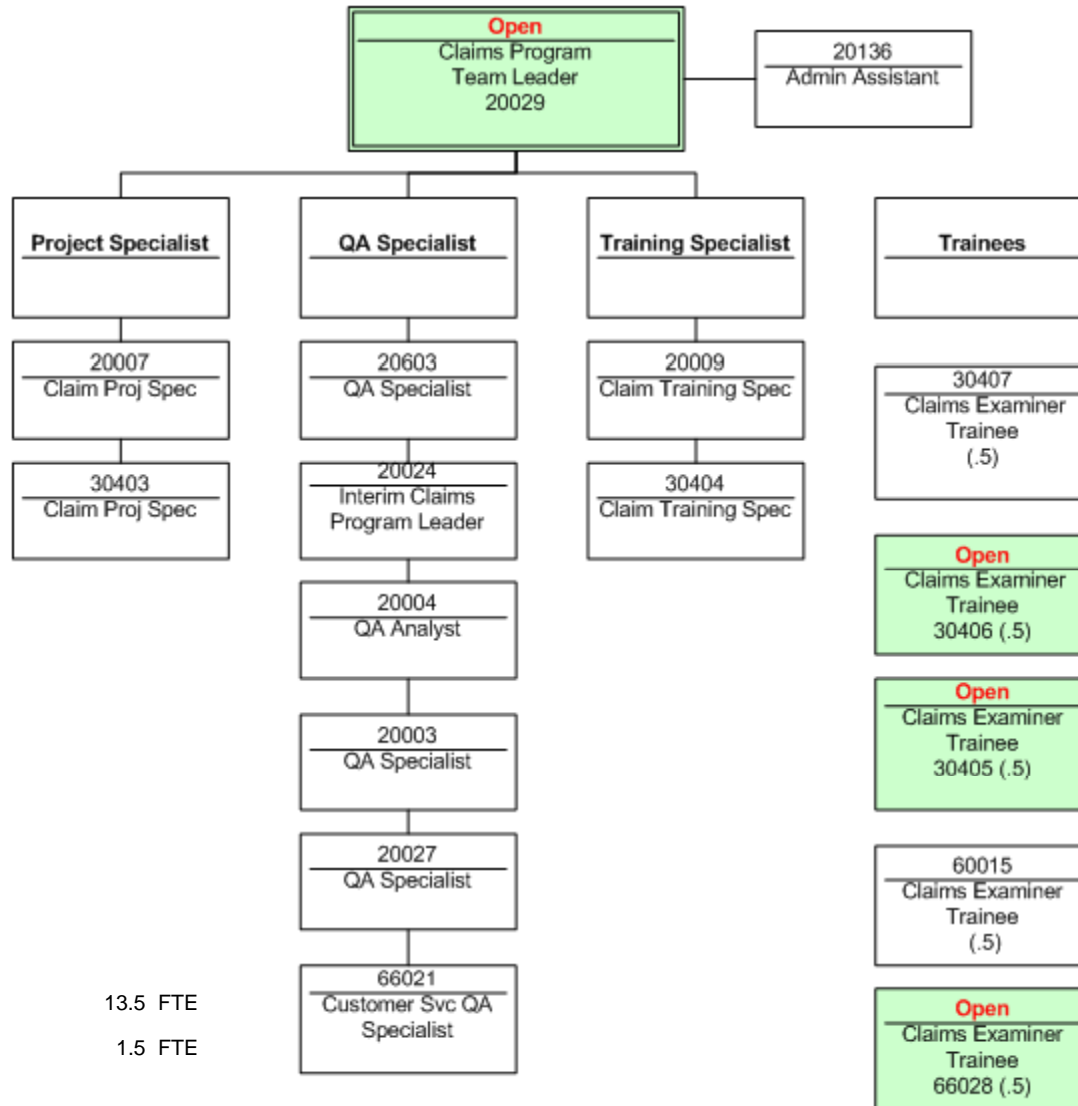 Open
Claims Program
Team Leader
20029
20136
Admin Assistant
Project Specialist
QA Specialist
Training Specialist
Trainees
20007
Claim Proj Spec
30403
Claim Proj Spec
20603
QA Specialist
20024
Interim Claims
Program Leader
20004
QA Analyst
20003
QA Specialist
20027
QA Specialist
66021
Customer Svc QA
Specialist
20009
Claim Training Spec
30404
Claim Training Spec
30407
Claims Examiner
Trainee
(.5)
Open
Claims Examiner
Trainee
30406 (.5)
Open
Claims Examiner
Trainee
30405 (.5)
60015
Claims Examiner
Trainee
(.5)
Open
Claims Examiner
Trainee
66028 (.5)
13.5 FTE
1.5 FTE